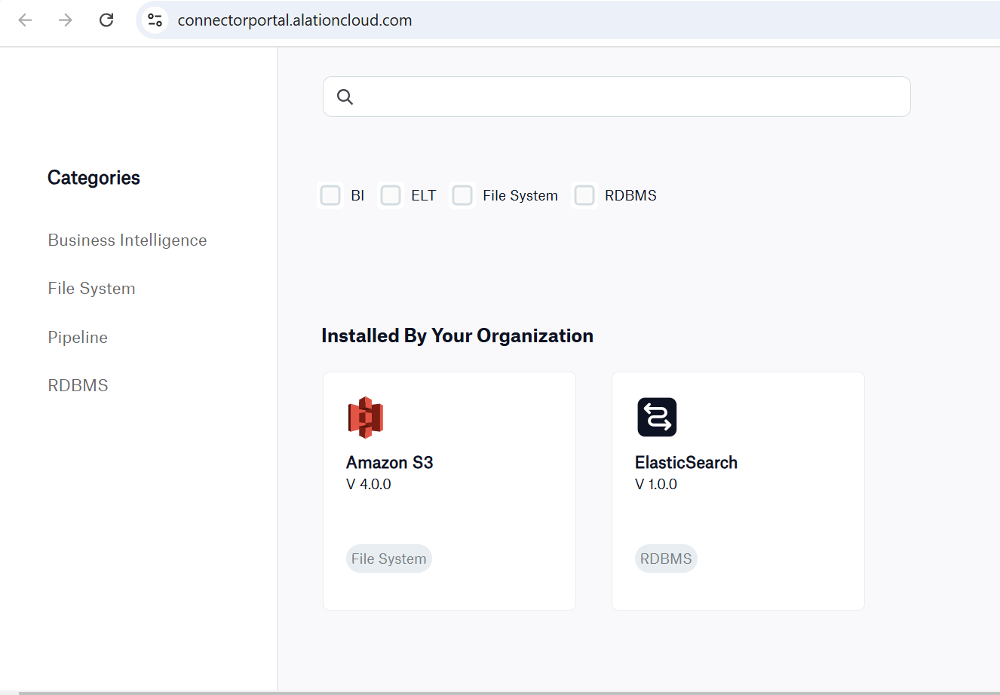 connectorportal.alationcloud.com
Categories
Business Intelligence
File System
Pipeline
RDBMS
BI ELT File System RDBMS
Installed By Your Organization
Amazon S3
V 4.0.0
File System
ElasticSearch
V 1.0.0
RDBMS